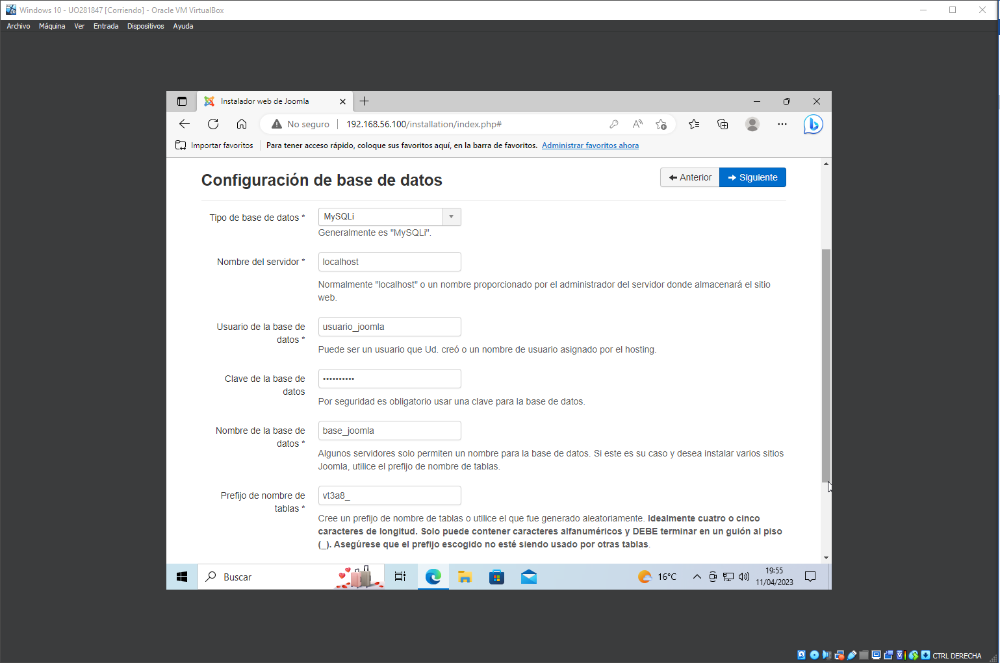 Windows 10 - UO281847 [Corriendo] - Oracle VM VirtualBox
Archivo Máquina Ver Entrada Dispositivos Ayuda
Instalador web de Joomla
No seguro 192.168.56.100/installation/index.php#
Importar favoritos Para tener acceso rápido, coloque sus favoritos aquí, en la barra de favoritos. Administrar favoritos ahora
Configuración de base de datos
Anterior Siguiente
Tipo de base de datos * MySQLi
Generalmente es "MySQLi".
Nombre del servidor * localhost
Normalmente "localhost" o un nombre proporcionado por el administrador del servidor donde almacenará el sitio
web.
Usuario de la base de
datos *
usuario_joomla
Puede ser un usuario que Ud. creó o un nombre de usuario asignado por el hosting.
Clave de la base de
datos
••••••••••
Por seguridad es obligatorio usar una clave para la base de datos.
Nombre de la base de
datos *
base_joomla
Algunos servidores solo permiten un nombre para la base de datos. Si este es su caso y desea instalar varios sitios
Joomla, utilice el prefijo de nombre de tablas.
Prefijo de nombre de
tablas *
vt3a8_
Cree un prefijo de nombre de tablas o utilice el que fue generado aleatoriamente. Idealmente cuatro o cinco
caracteres de longitud. Solo puede contener caracteres alfanuméricos y DEBE terminar en un guión al piso
(_). Asegúrese que el prefijo escogido no esté siendo usado por otras tablas.
Buscar
16°C
19:55
11/04/2023
CTRL DERECHA